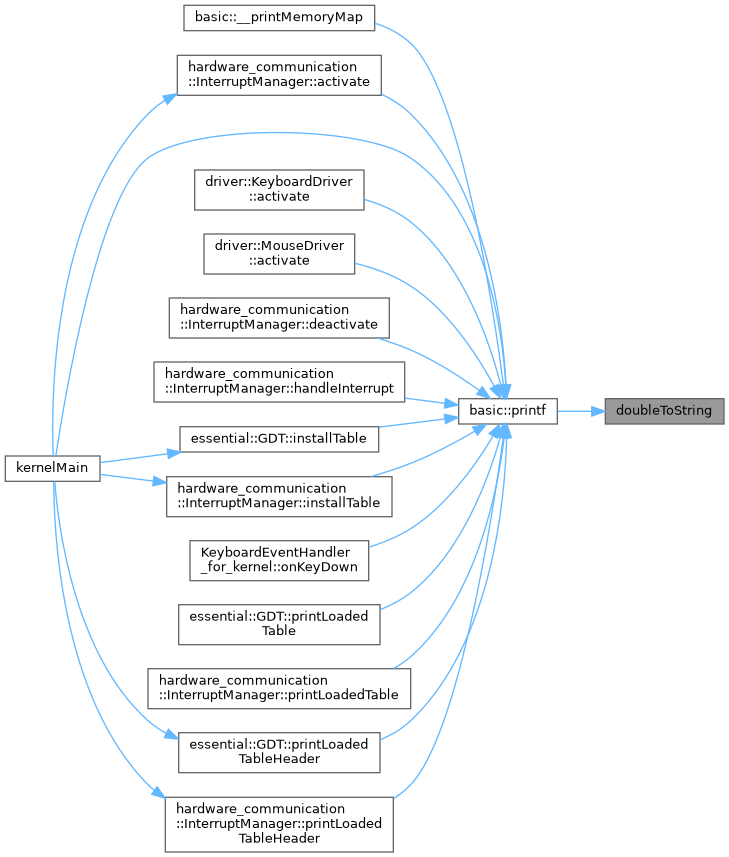 basic::__printMemoryMap
hardware_communication
::InterruptManager::activate
driver::KeyboardDriver
::activate
driver::MouseDriver
::activate
hardware_communication
::InterruptManager::deactivate
hardware_communication
::InterruptManager::handleInterrupt
basic::printf
doubleToString
essential::GDT::installTable
kernelMain
hardware_communication
::InterruptManager::installTable
KeyboardEventHandler
_for_kernel::onKeyDown
essential::GDT::printLoaded
Table
hardware_communication
::InterruptManager::printLoadedTable
essential::GDT::printLoaded
TableHeader
hardware_communication
::InterruptManager::printLoaded
TableHeader